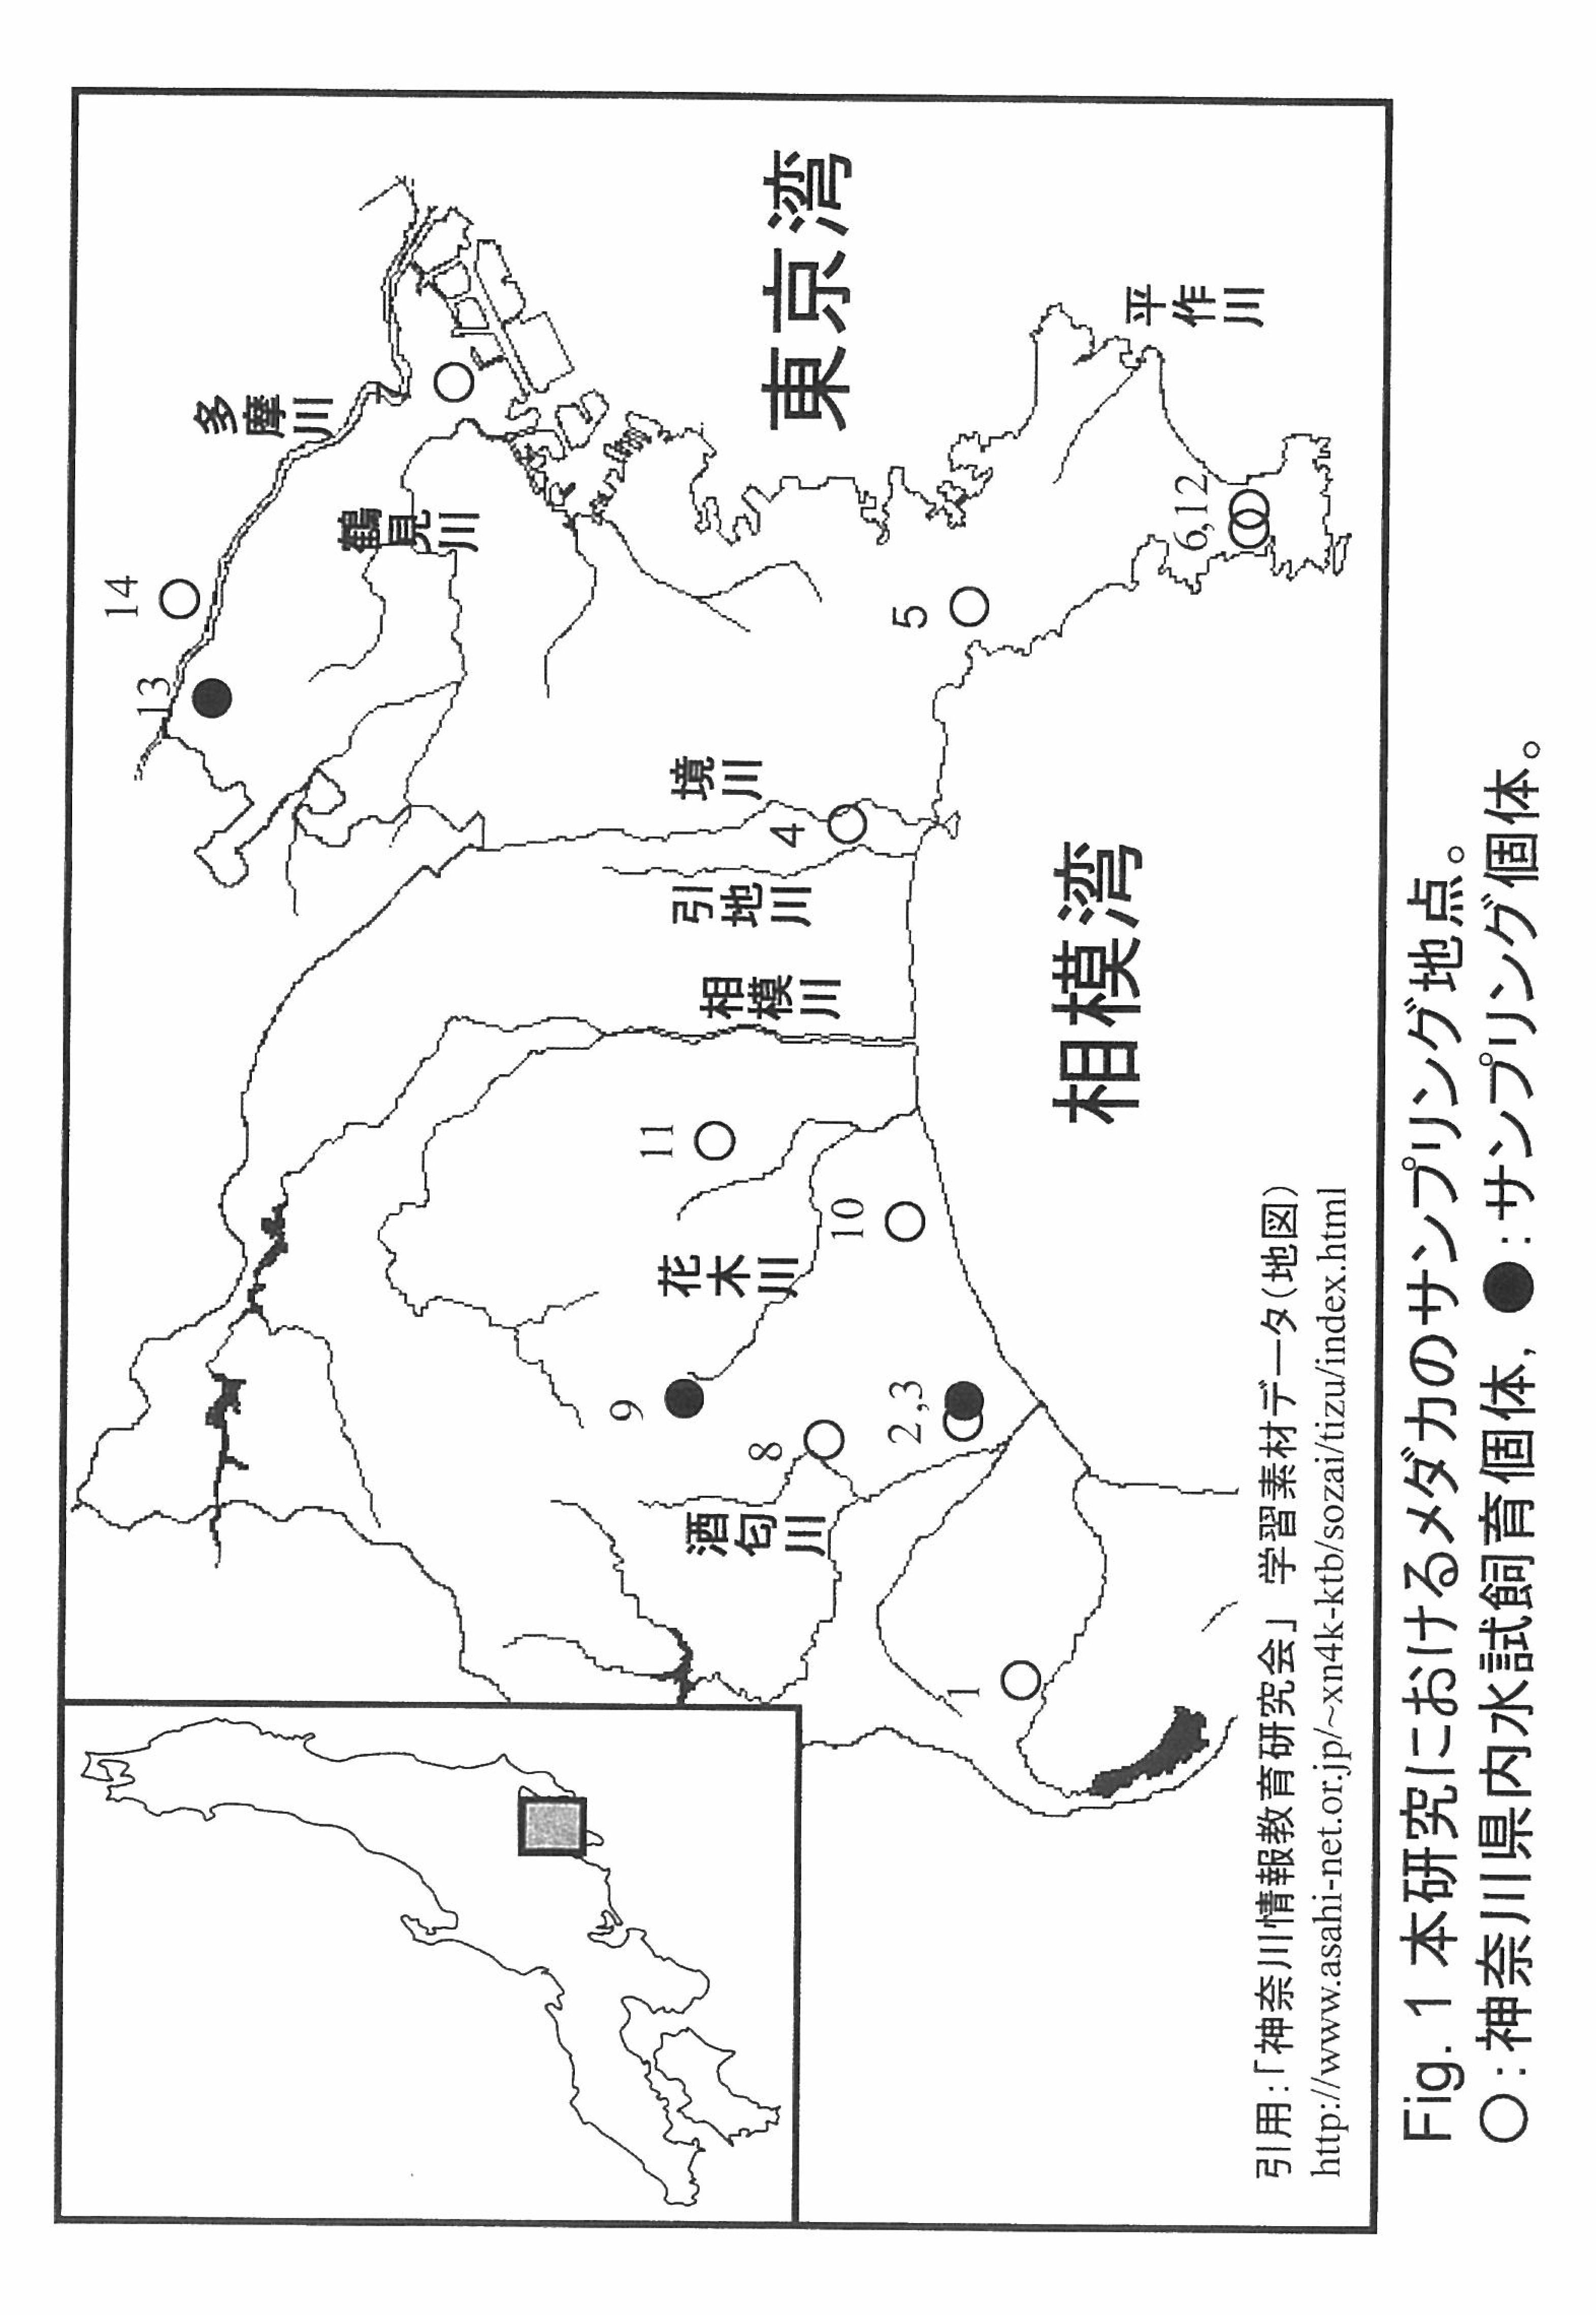 14
13
多摩川
鶴見川
9
11
8
花木川
酒匂川
相模川
引地川
境川
4
10
2,3
5
1
6,12
東京湾
平作川
相模湾
引用:「神奈川情報教育研究会」 学習素材データ(地図)
http://www.asahi-net.or.jp/~xn4k-ktb/sozai/tizu/index.html
Fig. 1 本研究におけるメダカのサンプリング地点。
○:神奈川県内水試飼育個体, ●:サンプリング個体。